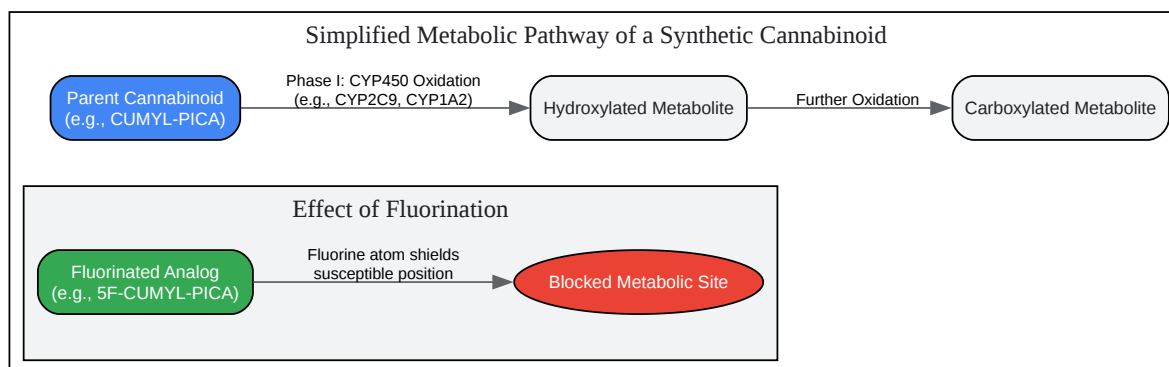 Simplified Metabolic Pathway of a Synthetic Cannabinoid
Parent Cannabinoid
(e.g., CUMYL-PICA)
Phase I: CYP450 Oxidation
(e.g., CYP2C9, CYP1A2)
Hydroxylated Metabolite
Further Oxidation
Carboxylated Metabolite
Effect of Fluorination
Fluorinated Analog
(e.g., 5F-CUMYL-PICA)
Fluorine atom shields
susceptible position
Blocked Metabolic Site